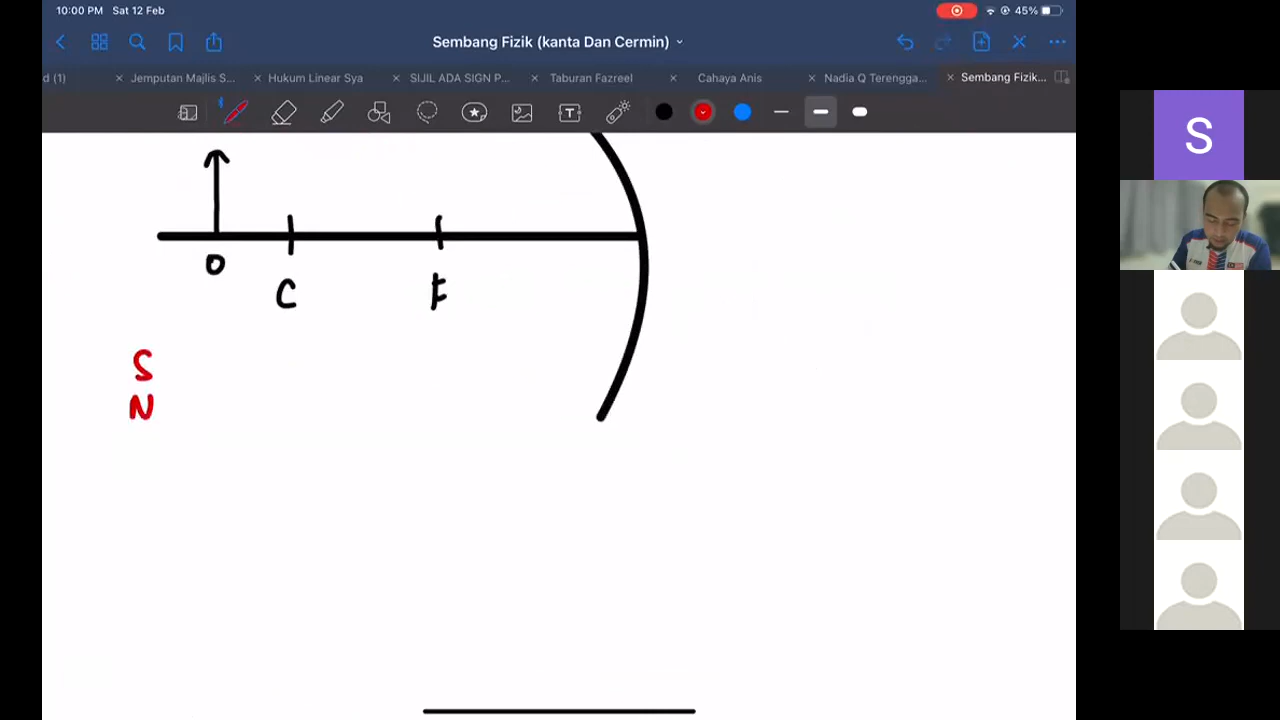 10:00 PM Sat 12 Feb 45%
Sembang Fizik (kanta Dan Cermin)
d (1) Jemputan Majlis S... Hukum Linear Sya SIJIL ADA SIGN P... Taburan Fazreel Cahaya Anis Nadia Q Terengga... Sembang Fizik...
T
S
O
C F
S
N